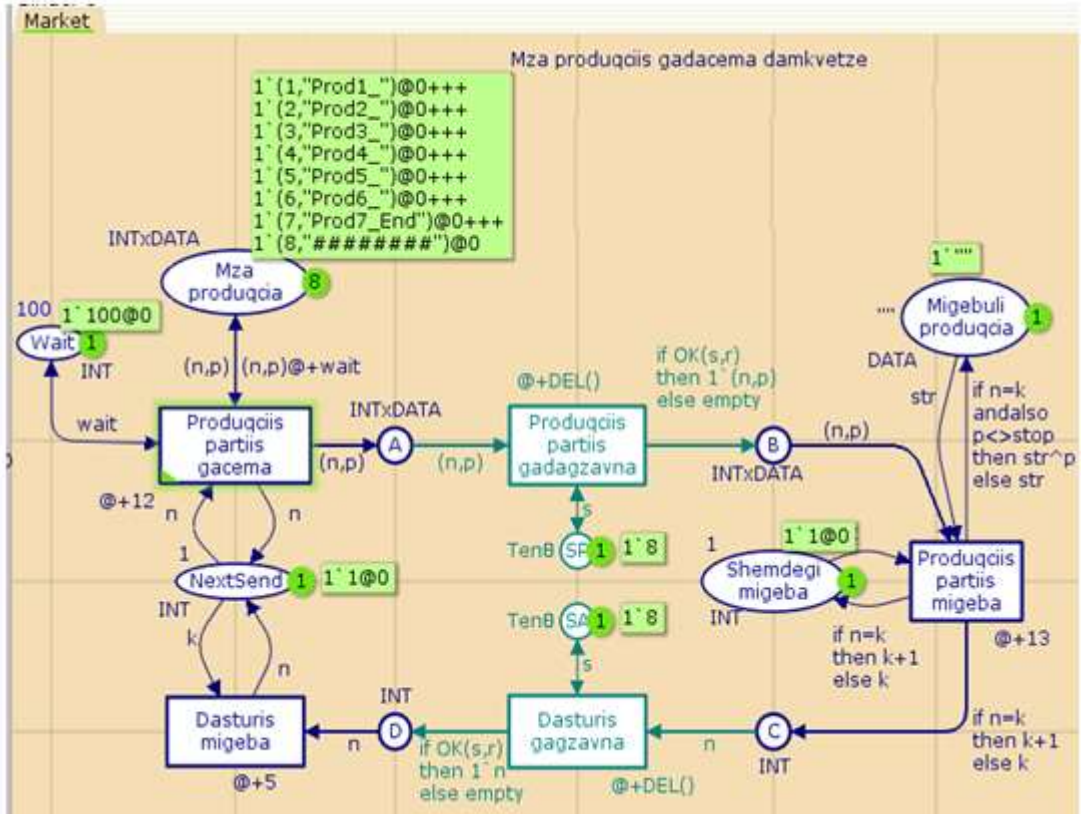 Market
Mza produqciis gadacema damkvetze
1`(1,"Prod1_")@0+++
1`(2,"Prod2_")@0+++
1`(3,"Prod3_")@0+++
1`(4,"Prod4_")@0+++
1`(5,"Prod5_")@0+++
1`(6,"Prod6_")@0+++
1`(7,"Prod7_End")@0+++
1`(8,"########")@0
INTxDATA
Mza
produqcia
8
100
1`100@0
Wait
1
INT
wait
(n,p)
(n,p)@+wait
Produqciis
partiis
gacema
@+12
INTxDATA
(n,p)
A
(n,p)
@+DEL()
Produqciis
partiis
gadagzavna
if OK(s,r)
then 1`(n,p)
else empty
B
INTxDATA
(n,p)
1`""
""
Migebuli
produqcia
1
DATA
str
if n=k
andalso
p<>stop
then str^p
else str
n
n
1
NextSend
1
1`1@0
INT
k
n
s
Ten0
SP
1
1`8
Ten0
SA
1
1`8
s
1
1`1@0
Shemdegi
migeba
1
INT
Produqciis
partiis
migeba
@+13
if n=k
then k+1
else k
if n=k
then k+1
else k
Dasturis
migeba
@+5
n
INT
D
if OK(s,r)
then 1`n
else empty
Dasturis
gagzavna
@+DEL()
n
C
INT